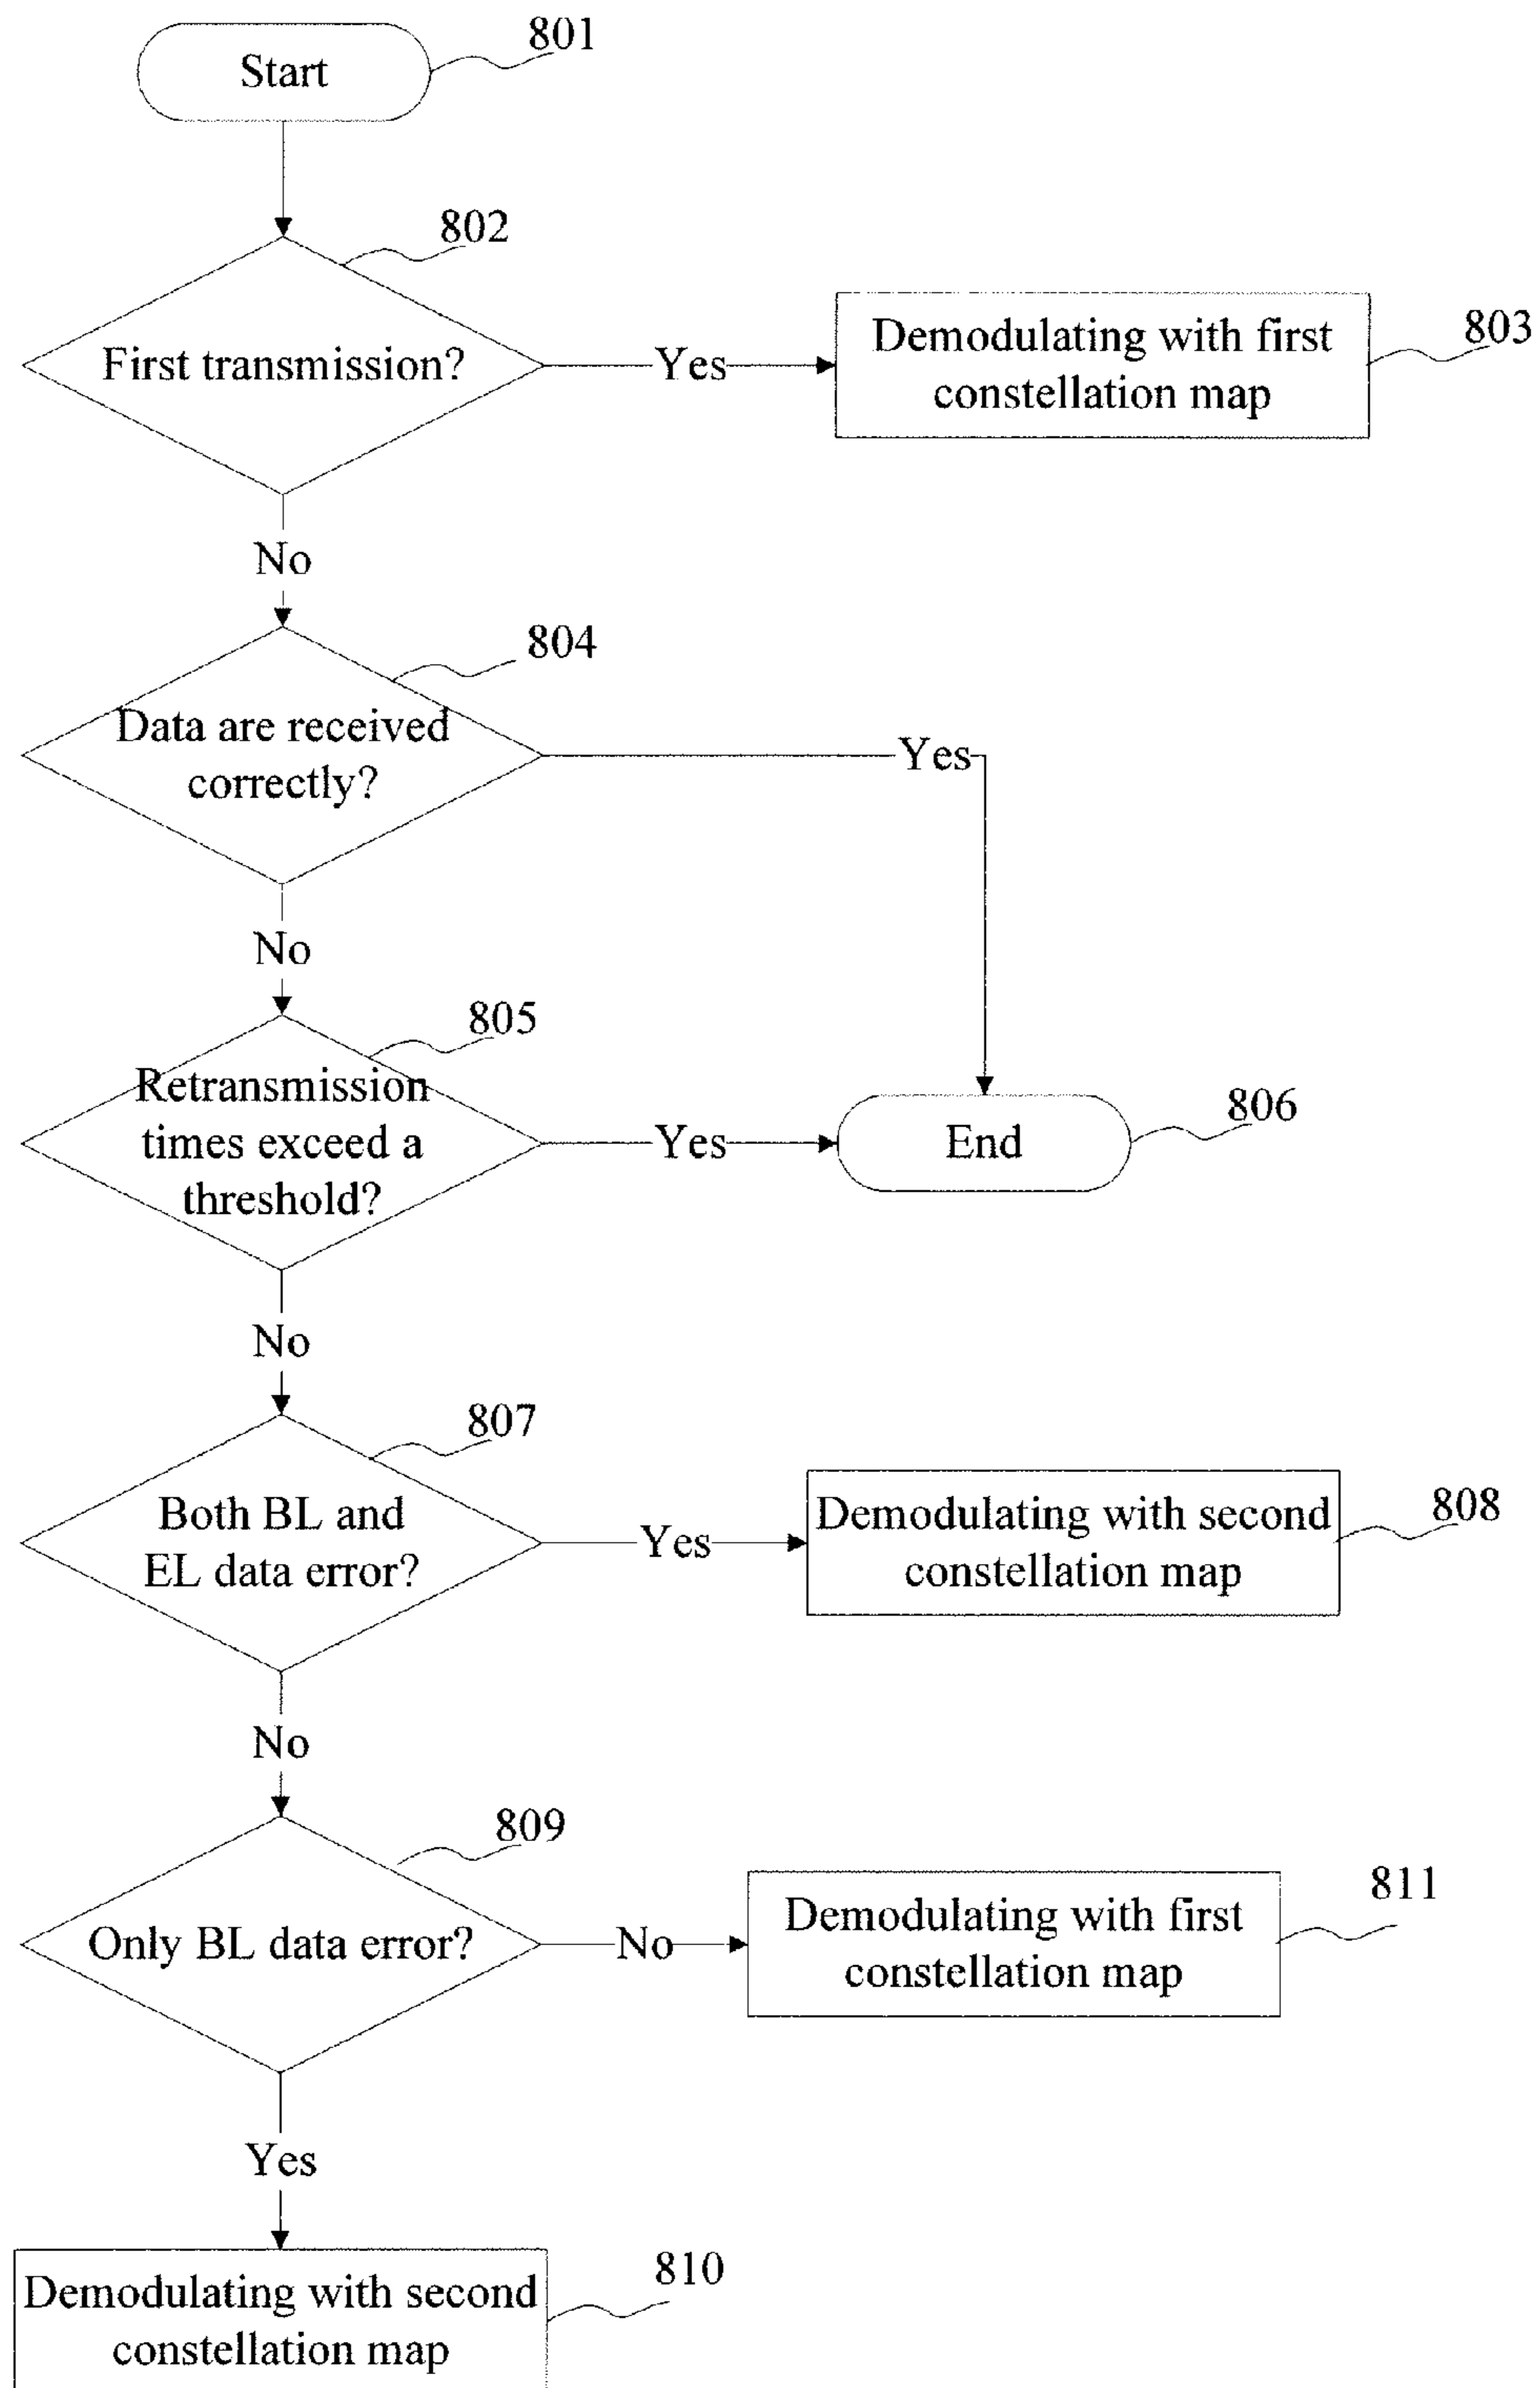 801
Start
802
First transmission?
Yes
Demodulating with first
constellation map
803
No
804
Data are received
correctly?
Yes
No
805
Retransmission
times exceed a
threshold?
Yes
End
806
No
807
Both BL and
EL data error?
Yes
Demodulating with second
constellation map
808
No
809
Only BL data error?
No
Demodulating with first
constellation map
811
Yes
Demodulating with second
constellation map
810